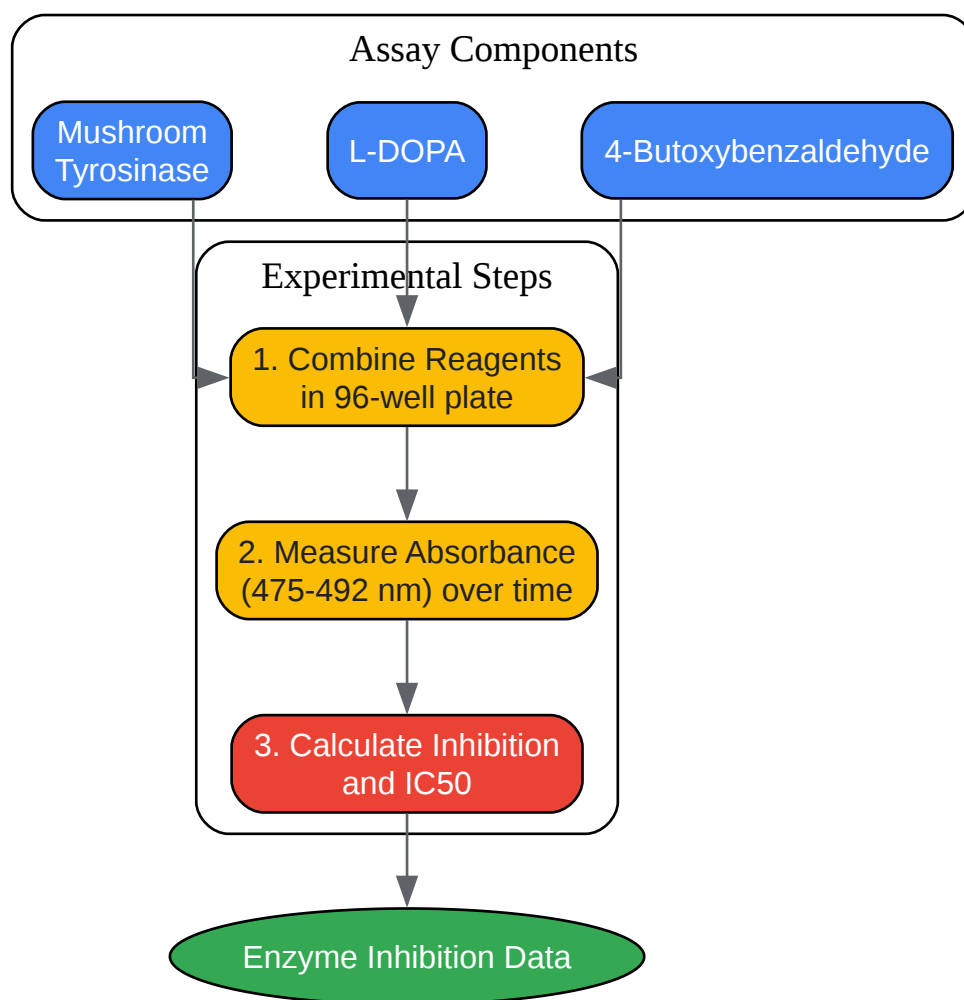 Assay Components
Mushroom
Tyrosinase
L-DOPA
4-Butoxybenzaldehyde
Experimental Steps
1. Combine Reagents
in 96-well plate
2. Measure Absorbance
(475-492 nm) over time
3. Calculate Inhibition
and IC50
Enzyme Inhibition Data